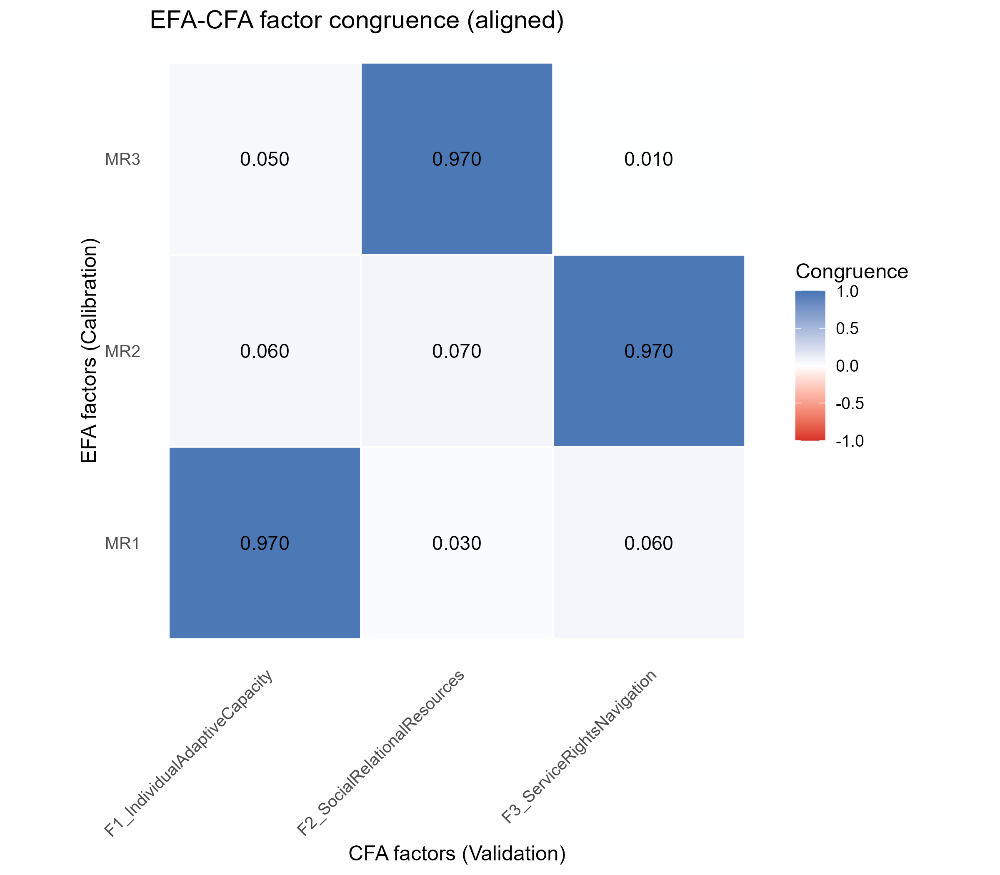 EFA-CFA factor congruence (aligned)
EFA factors (Calibration)
MR3
0.050
0.970
0.010
MR2
0.060
0.070
0.970
MR1
0.970
0.030
0.060
F1_IndividualAdaptiveCapacity
F2_SocialRelationalResources
F3_ServiceRightsNavigation
CFA factors (Validation)
Congruence
1.0
0.5
0.0
-0.5
-1.0